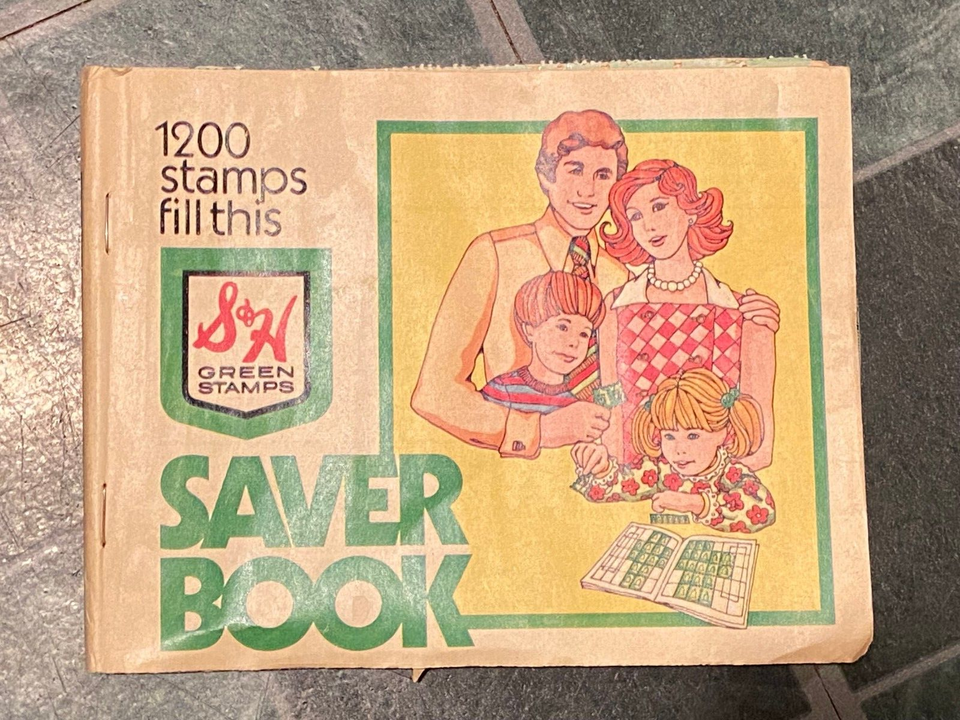 1200
stamps
fill this
S&H
GREEN
STAMPS
SAVER
BOOK